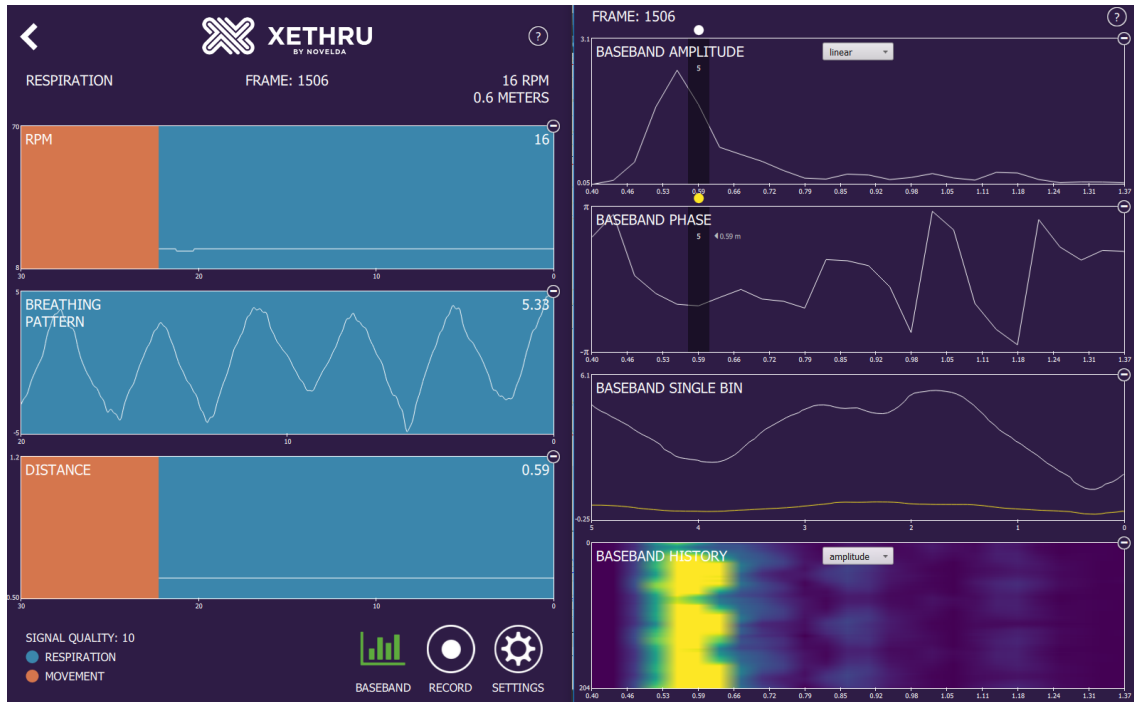 XETHRU
BY NOVELDA
?
RESPIRATION FRAME: 1506 16 RPM
0.6 METERS
70
RPM 16
8
30 20 10 0
5
BREATHING 5.33
PATTERN
-5
20 10 0
1.2
DISTANCE 0.59
0.50
30 20 10 0
SIGNAL QUALITY: 10
RESPIRATION
MOVEMENT
BASEBAND RECORD SETTINGS
FRAME: 1506 ?
3.1
BASEBAND AMPLITUDE linear
5
0.05
0.40 0.46 0.53 0.59 0.66 0.72 0.79 0.85 0.92 0.98 1.05 1.11 1.18 1.24 1.31 1.37
BASEBAND PHASE
5 0.59 m
0.40 0.46 0.53 0.59 0.66 0.72 0.79 0.85 0.92 0.98 1.05 1.11 1.18 1.24 1.31 1.37
6.1
BASEBAND SINGLE BIN
-0.25
5 4 3 2 1 0
0
BASEBAND HISTORY amplitude
204
0.40 0.46 0.53 0.59 0.66 0.72 0.79 0.85 0.92 0.98 1.05 1.11 1.18 1.24 1.31 1.37